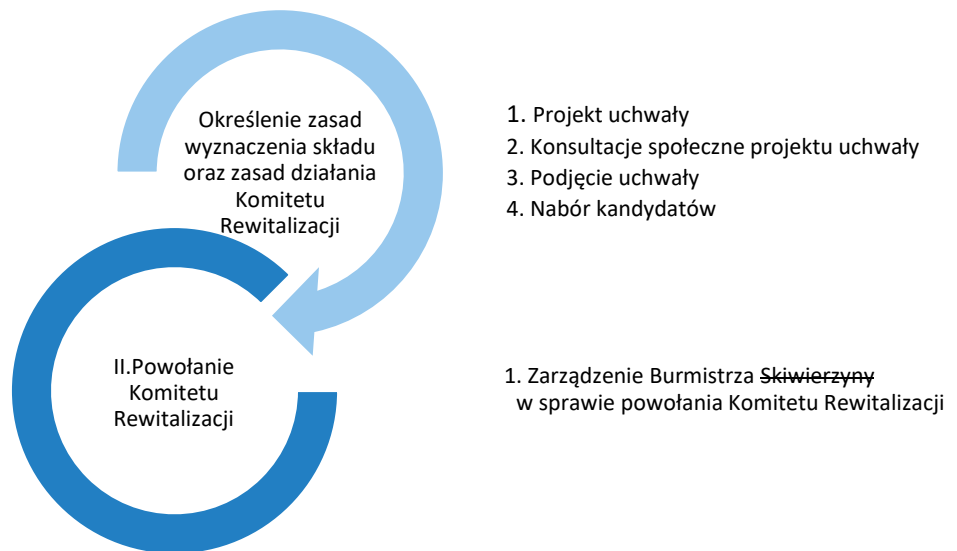 Określenie zasad
wyznaczenia składu
oraz zasad działania
Komitetu
Rewitalizacji
1. Projekt uchwały
2. Konsultacje społeczne projektu uchwały
3. Podjęcie uchwały
4. Nabór kandydatów
II.Powołanie
Komitetu
Rewitalizacji
1. Zarządzenie Burmistrza Skiwierzyny
w sprawie powołania Komitetu Rewitalizacji